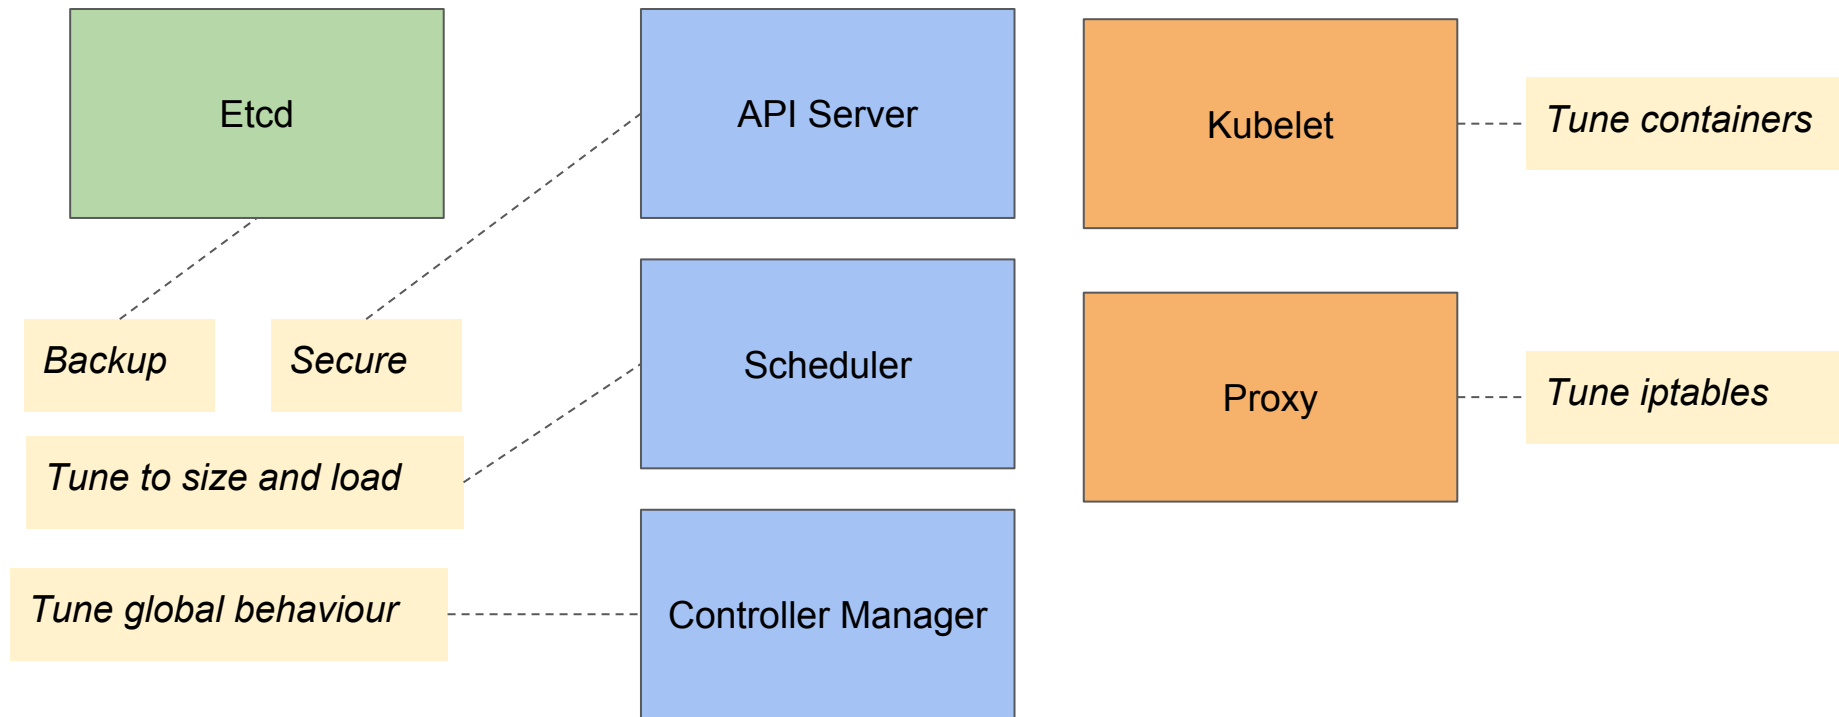 Etcd
API Server
Kubelet
Tune containers
Backup
Secure
Scheduler
Proxy
Tune iptables
Tune to size and load
Tune global behaviour
Controller Manager